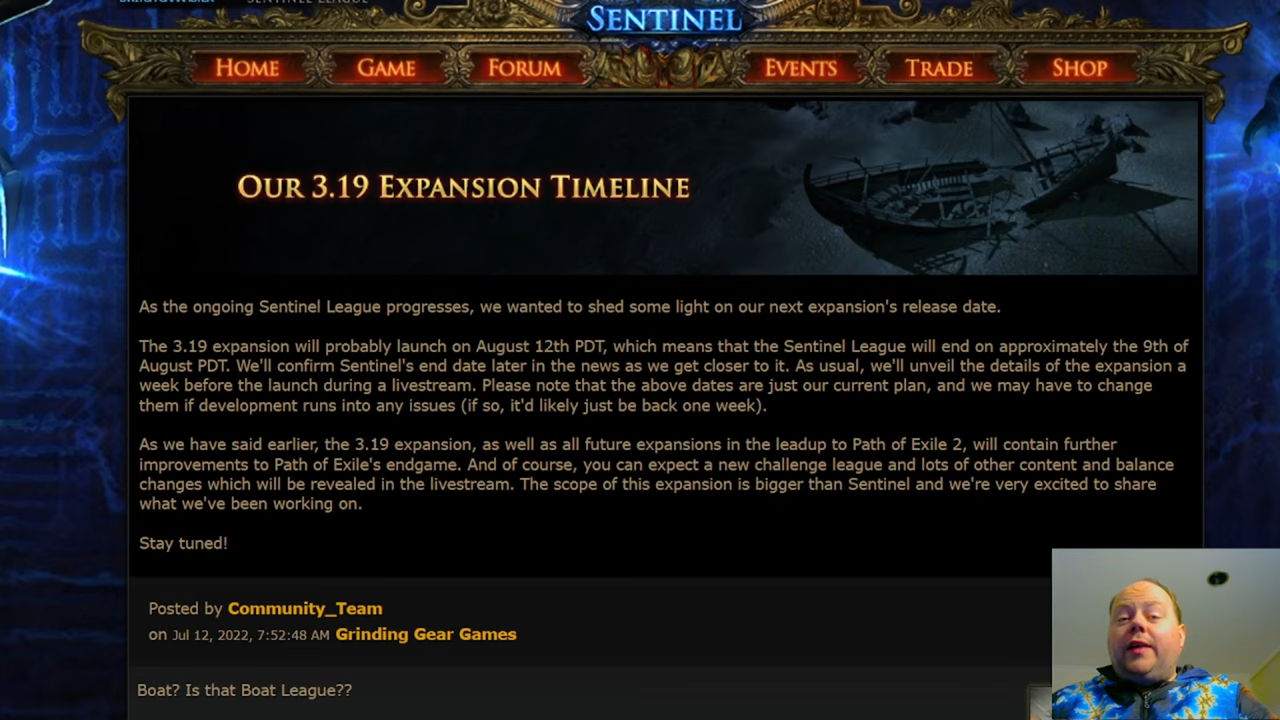 SENTINEL LEAGUE
SENTINEL
HOME GAME FORUM EVENTS TRADE SHOP
OUR 3.19 EXPANSION TIMELINE
As the ongoing Sentinel League progresses, we wanted to shed some light on our next expansion's release date.
The 3.19 expansion will probably launch on August 12th PDT, which means that the Sentinel League will end on approximately the 9th of
August PDT. We'll confirm Sentinel's end date later in the news as we get closer to it. As usual, we'll unveil the details of the expansion a
week before the launch during a livestream. Please note that the above dates are just our current plan, and we may have to change
them if development runs into any issues (if so, it'd likely just be back one week).
As we have said earlier, the 3.19 expansion, as well as all future expansions in the leadup to Path of Exile 2, will contain further
improvements to Path of Exile's endgame. And of course, you can expect a new challenge league and lots of other content and balance
changes which will be revealed in the livestream. The scope of this expansion is bigger than Sentinel and we're very excited to share
what we've been working on.
Stay tuned!
Posted by Community_Team
on Jul 12, 2022, 7:52:48 AM Grinding Gear Games
Boat? Is that Boat League??